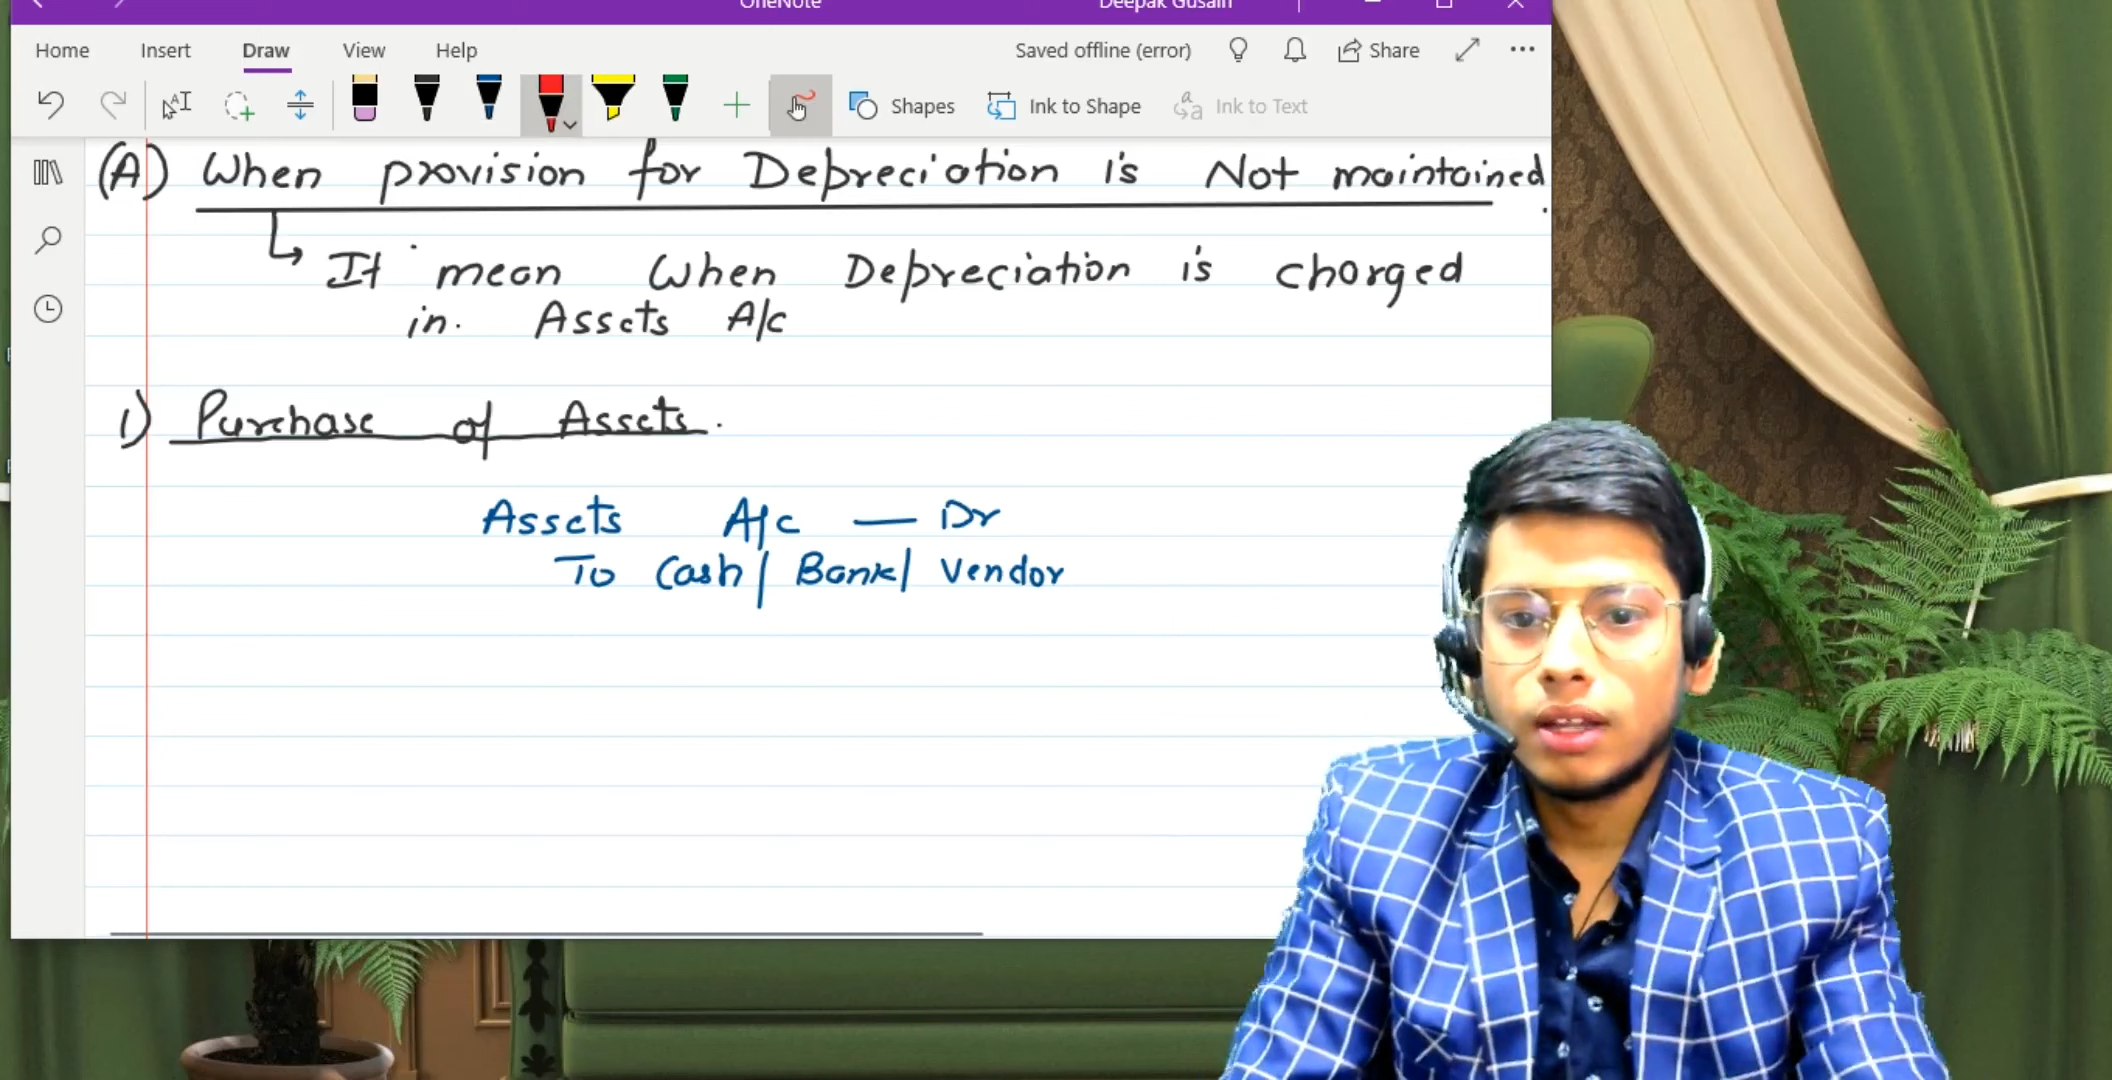 OneNote Deepak Gusain
Home Insert Draw View Help Saved offline (error) Share
Shapes Ink to Shape Ink to Text
(A) When provision for Depreciation is Not maintained.
It mean When Depreciation is charged
in. Assets A/c
1) Purchase of Assets.
Assets A/c — Dr
To Cash/ Bank/ Vendor